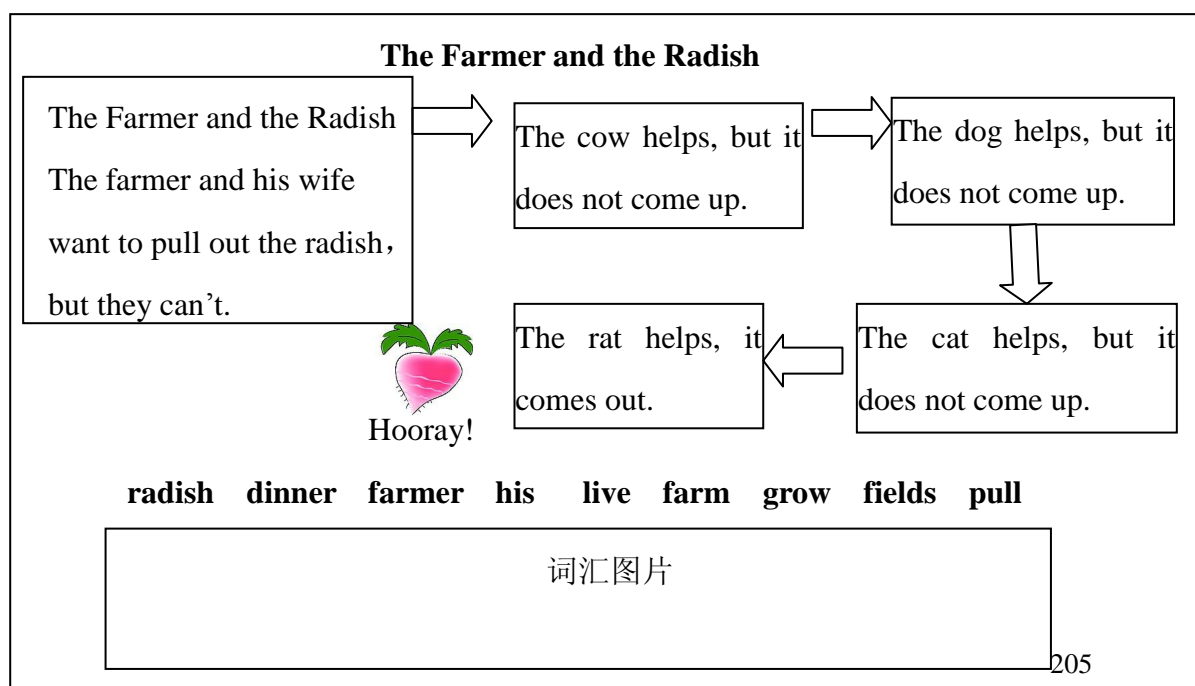 The Farmer and the Radish
The Farmer and the Radish
The farmer and his wife
want to pull out the radish，
but they can’t.
The cow helps, but it
does not come up.
The dog helps, but it
does not come up.
The cat helps, but it
does not come up.
The rat helps, it
comes out.
Hooray!
radish dinner farmer his live farm grow fields pull
词汇图片
205